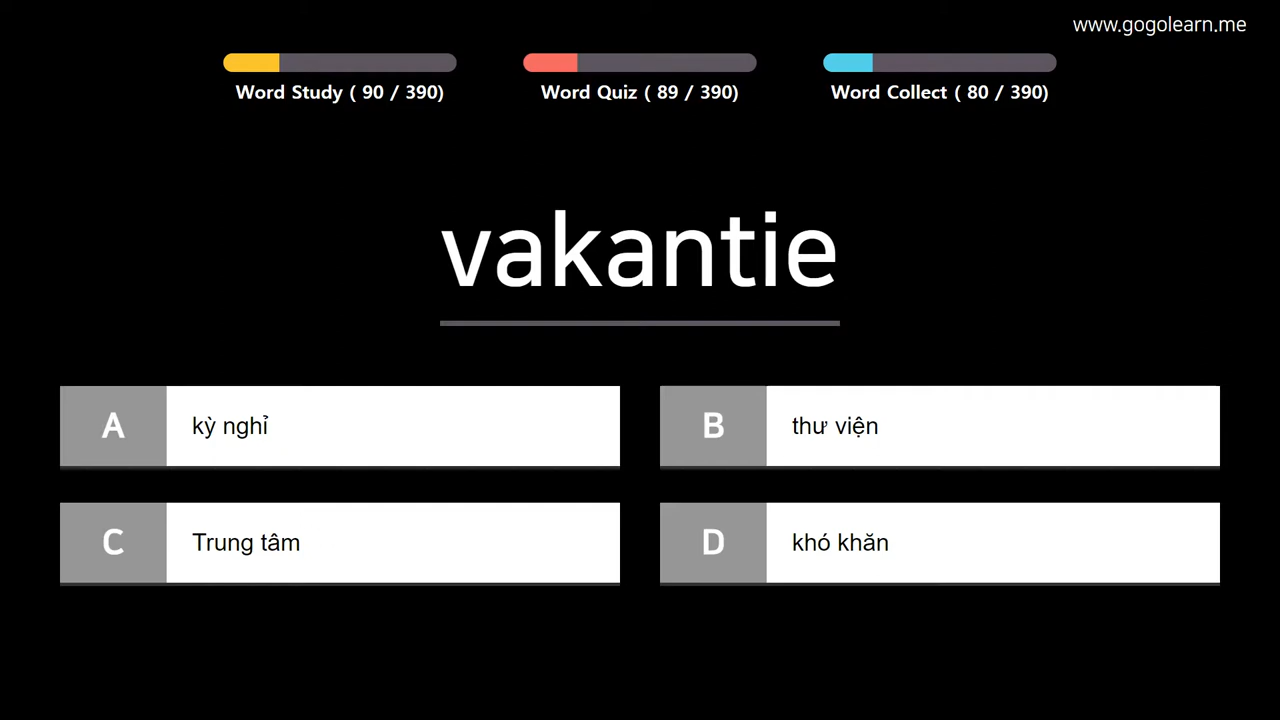 www.gogolearn.me
Word Study ( 90 / 390)
Word Quiz ( 89 / 390)
Word Collect ( 80 / 390)
vakantie
A kỳ nghỉ
B thư viện
C Trung tâm
D khó khăn